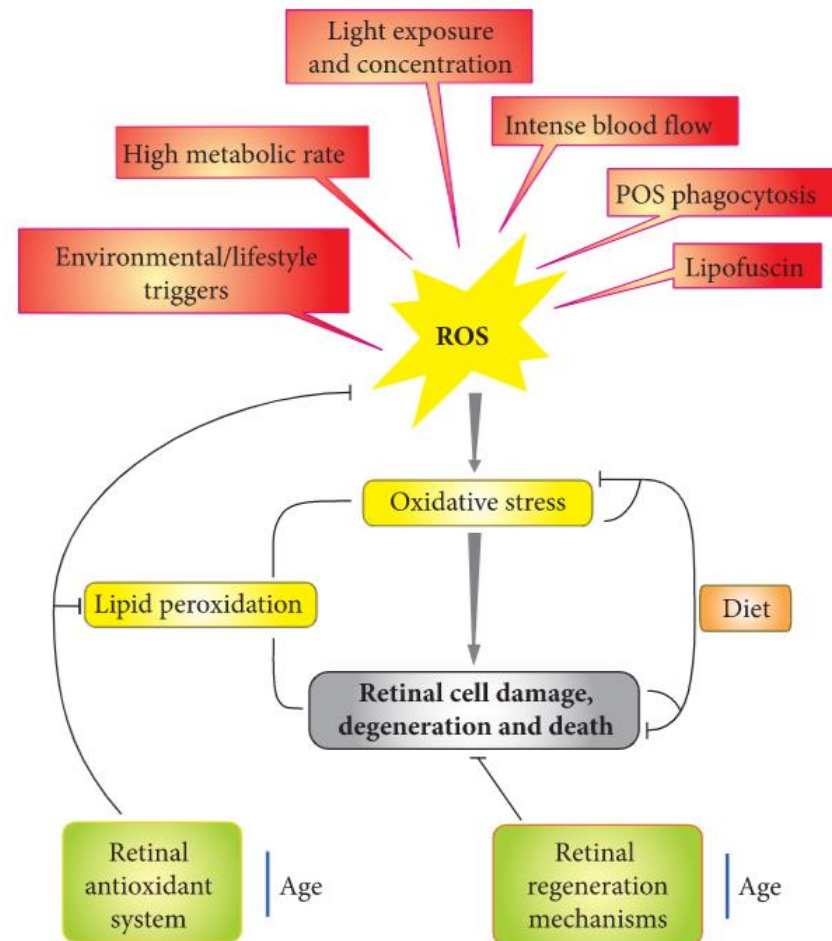 Light exposure
and concentration
Intense blood flow
High metabolic rate
POS phagocytosis
Environmental/lifestyle
triggers
Lipofuscin
ROS
Oxidative stress
Lipid peroxidation
Diet
Retinal cell damage,
degeneration and death
Retinal
antioxidant
system
Age
Retinal
regeneration
mechanisms
Age